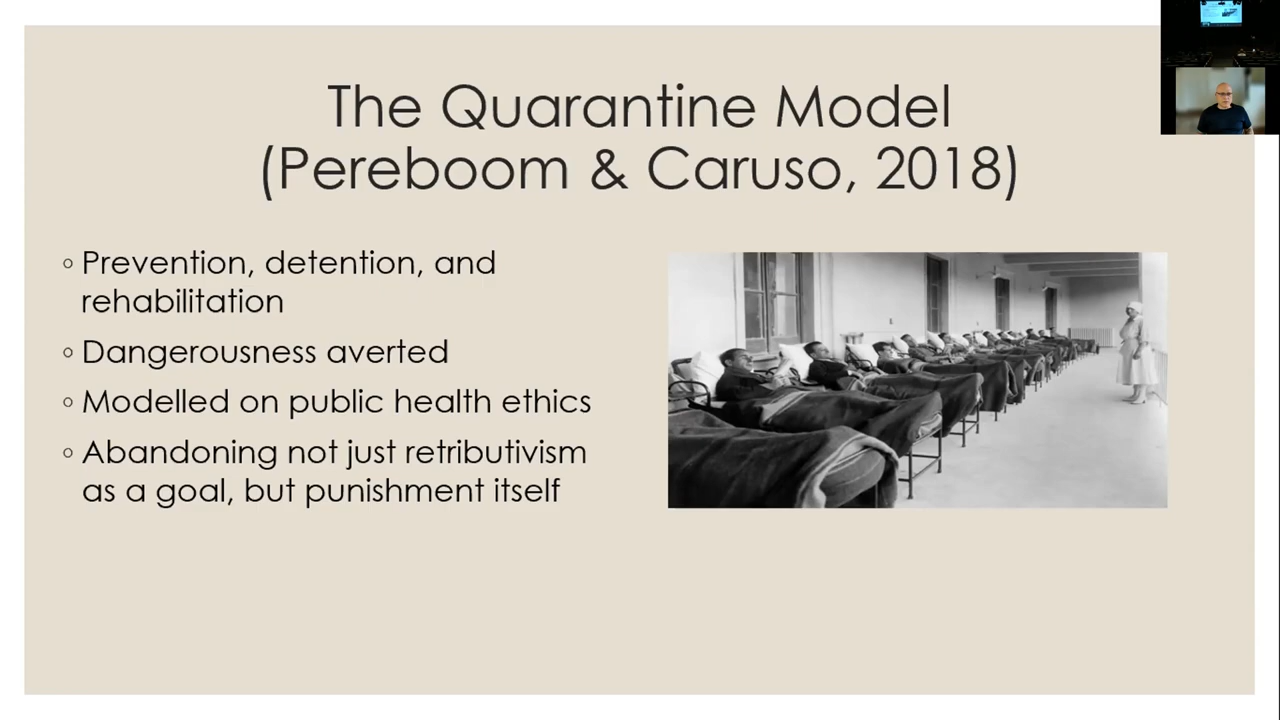 The Quarantine Model
(Pereboom & Caruso, 2018)
◦ Prevention, detention, and
rehabilitation
◦ Dangerousness averted
◦ Modelled on public health ethics
◦ Abandoning not just retributivism
as a goal, but punishment itself